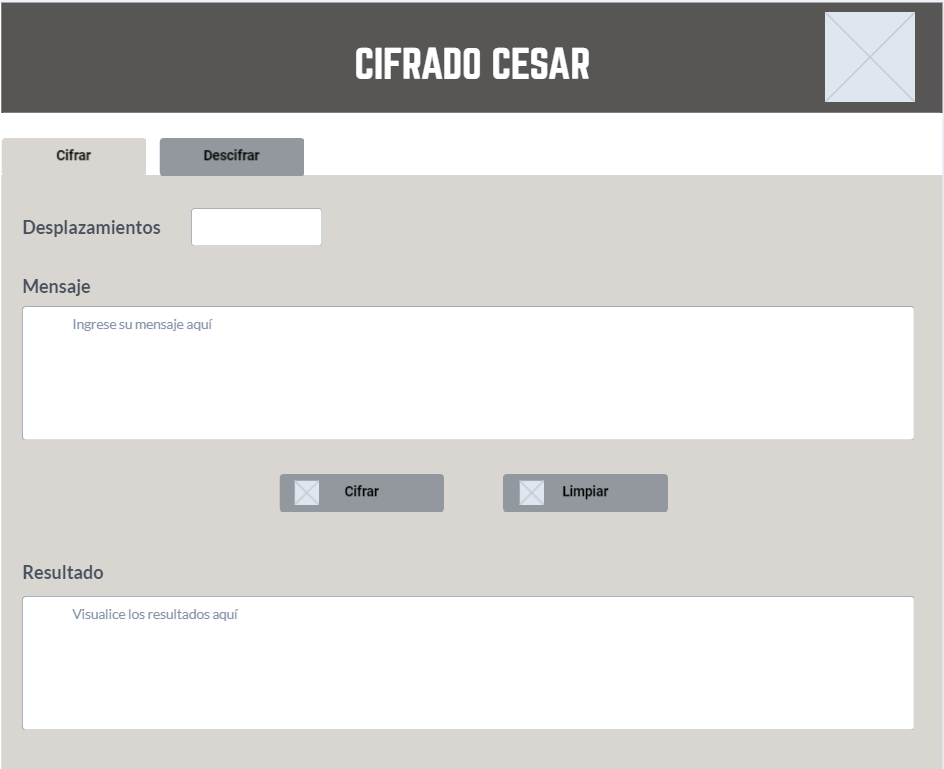 CIFRADO CESAR
Cifrar
Descifrar
Desplazamientos
Mensaje
Ingrese su mensaje aquí
Cifrar
Limpiar
Resultado
Visualice los resultados aquí